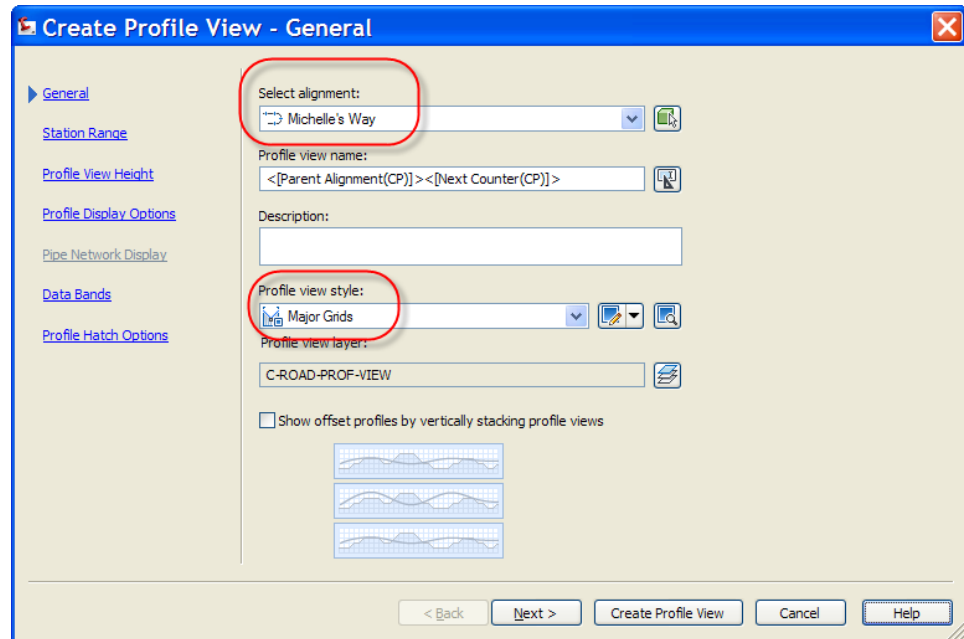 Create Profile View - General
General
Station Range
Profile View Height
Profile Display Options
Pipe Network Display
Data Bands
Profile Hatch Options
Select alignment:
Michelle's Way
Profile view name:
<[Parent Alignment(CP)]><[Next Counter(CP)]>
Description:
Profile view style:
Major Grids
Profile view layer:
C-ROAD-PROF-VIEW
Show offset profiles by vertically stacking profile views
< Back Next > Create Profile View Cancel Help